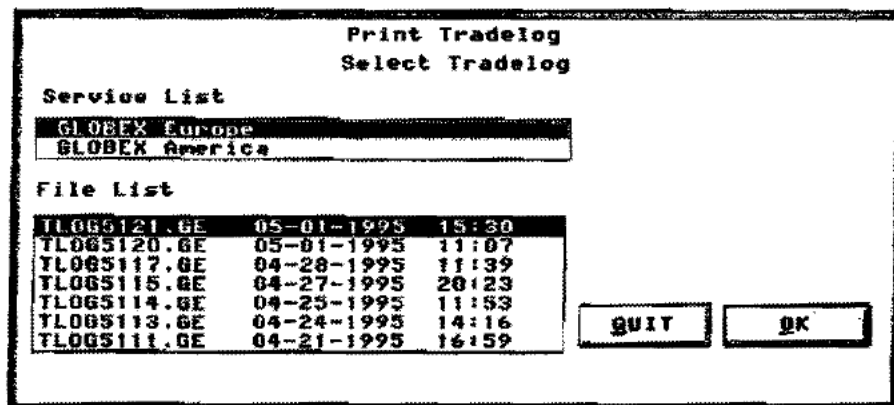 Print Tradelog
Select Tradelog
Service List
GLOBEX Europe
GLOBEX America
File List
TLOG5121.GE 05-01-1995 15:30
TLOG5120.GE 05-01-1995 11:07
TLOG5117.GE 04-28-1995 11:39
TLOG5115.GE 04-27-1995 20:23
TLOG5114.GE 04-25-1995 11:53
TLOG5113.GE 04-24-1995 14:16
TLOG5111.GE 04-21-1995 16:59
QUIT OK